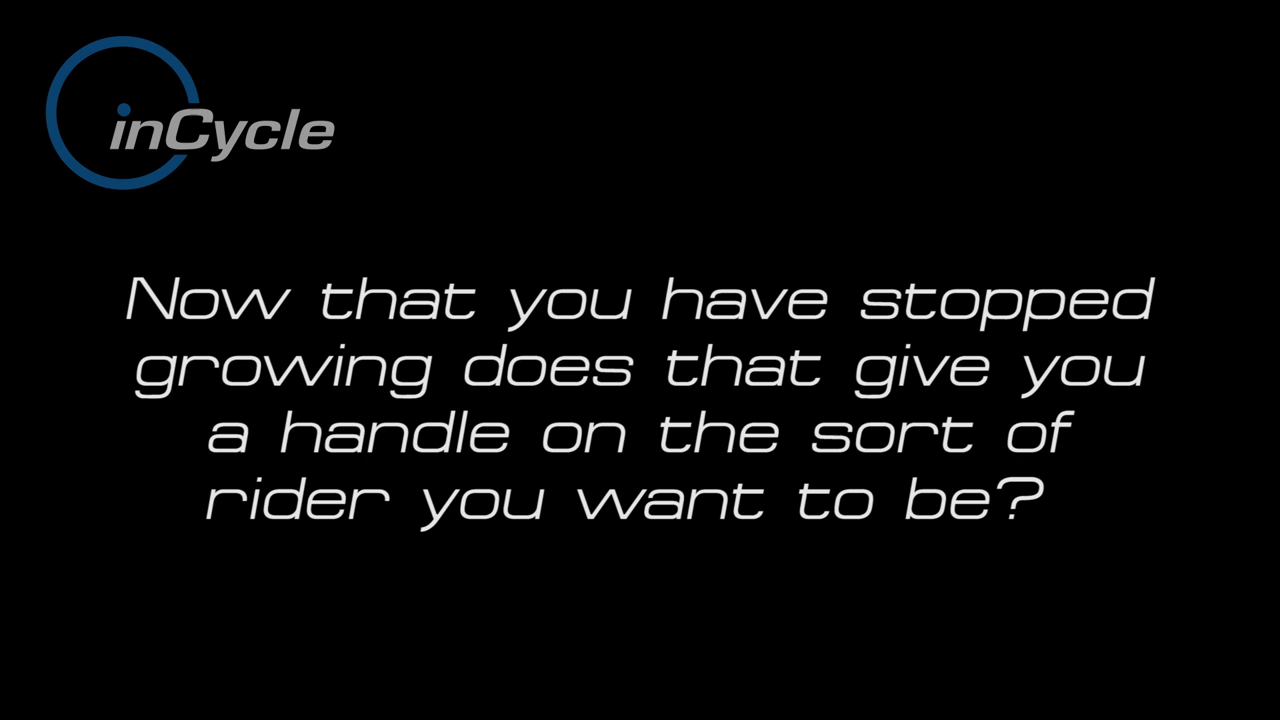 inCycle
Now that you have stopped
growing does that give you
a handle on the sort of
rider you want to be?